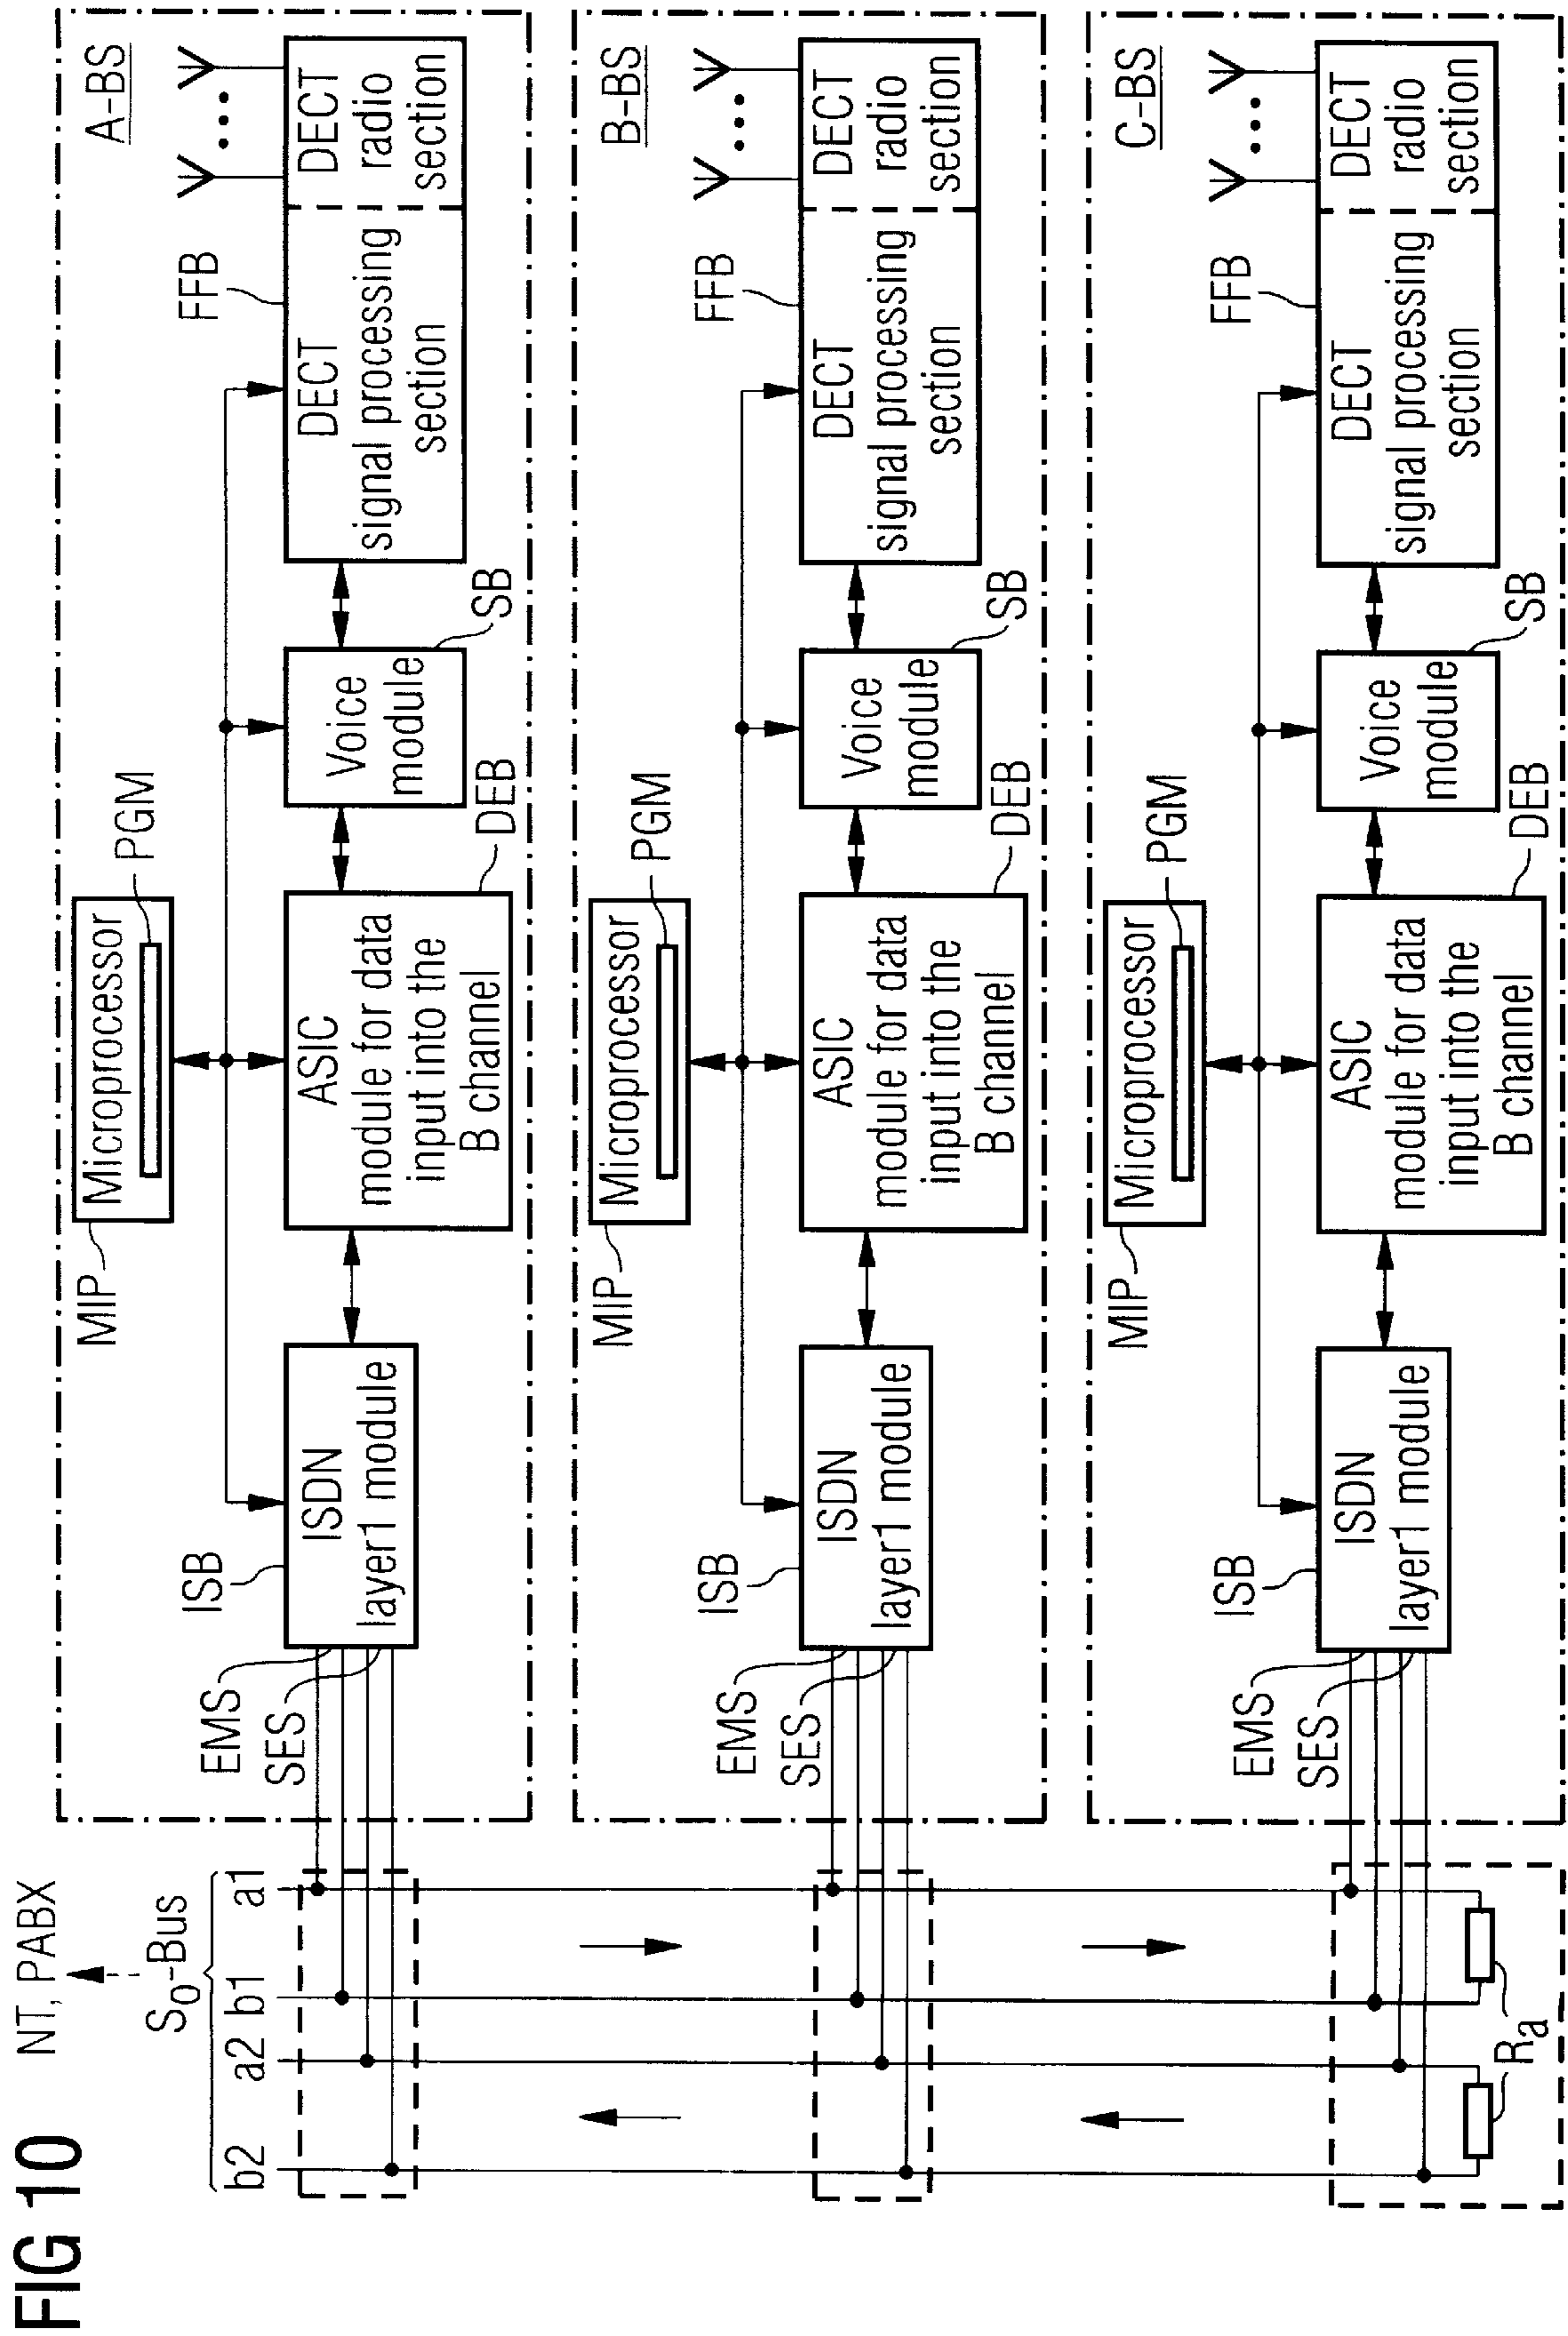 FIG 10
NT, PABX
S0-Bus
b2
a2
b1
a1
Ra
A-BS
MIP
Microprocessor
PGM
ISB
EMS
SES
ISDN
layer1 module
ASIC
module for data
input into the
B channel
DEB
Voice
module
SB
FFB
DECT
signal processing
section
DECT
radio
section
B-BS
MIP
Microprocessor
PGM
ISB
EMS
SES
ISDN
layer1 module
ASIC
module for data
input into the
B channel
DEB
Voice
module
SB
FFB
DECT
signal processing
section
DECT
radio
section
C-BS
MIP
Microprocessor
PGM
ISB
EMS
SES
ISDN
layer1 module
ASIC
module for data
input into the
B channel
DEB
Voice
module
SB
FFB
DECT
signal processing
section
DECT
radio
section